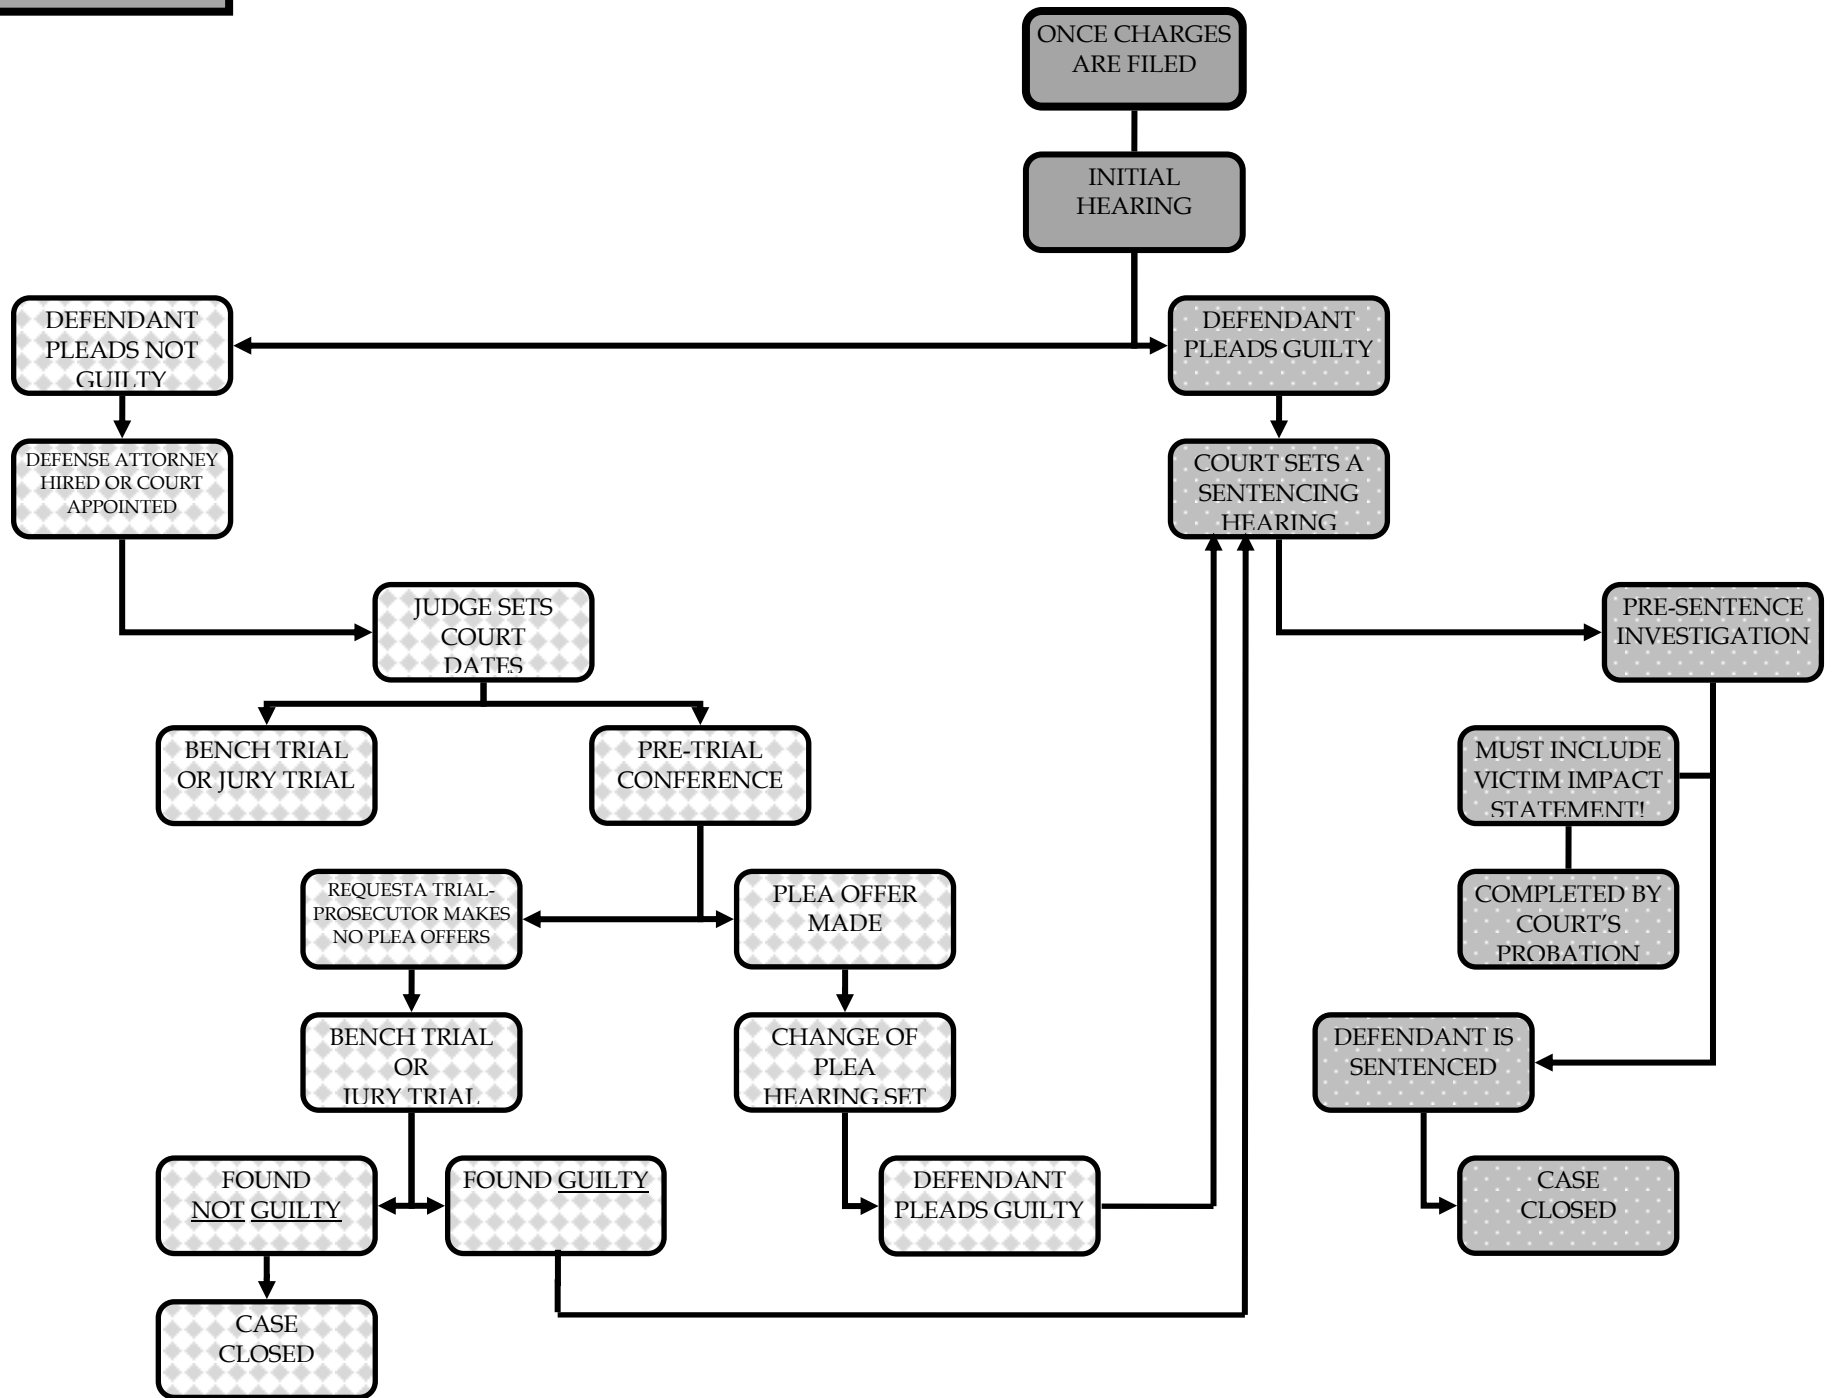 ONCE CHARGES
ARE FILED
INITIAL
HEARING
DEFENDANT
PLEADS NOT
GUILTY
DEFENDANT
PLEADS GUILTY
DEFENSE ATTORNEY
HIRED OR COURT
APPOINTED
COURT SETS A
SENTENCING
HEARING
JUDGE SETS
COURT
DATES
PRE-SENTENCE
INVESTIGATION
BENCH TRIAL
OR JURY TRIAL
PRE-TRIAL
CONFERENCE
MUST INCLUDE
VICTIM IMPACT
STATEMENT!
REQUESTA TRIAL-
PROSECUTOR MAKES
NO PLEA OFFERS
PLEA OFFER
MADE
COMPLETED BY
COURT'S
PROBATION
BENCH TRIAL
OR
JURY TRIAL
CHANGE OF
PLEA
HEARING SET
DEFENDANT IS
SENTENCED
FOUND
NOT GUILTY
FOUND GUILTY
DEFENDANT
PLEADS GUILTY
CASE
CLOSED
CASE
CLOSED